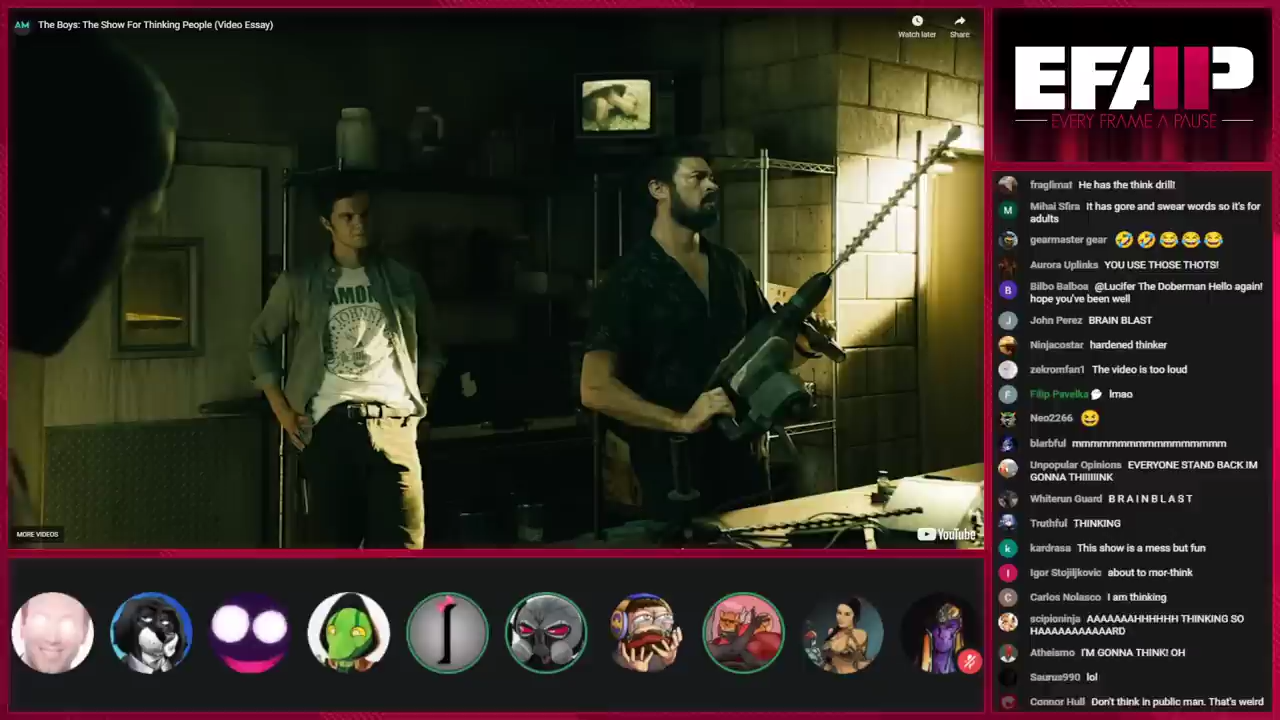 AM The Boys: The Show For Thinking People (Video Essay)
Watch later
Share
MORE VIDEOS
YouTube
EFAP
EVERY FRAME A PAUSE
fraglimat He has the think drill!
Mihai Sfira It has gore and swear words so it's for
adults
gearmaster gear 🤣🤣😂😂😂
Aurora Uplinks YOU USE THOSE THOTS!
Bilbo Balboa @Lucifer The Doberman Hello again!
hope you've been well
John Perez BRAIN BLAST
Ninjacostar hardened thinker
zekromfan1 The video is too loud
Filip Pavelka lmao
Neo2266 😆
blarbful mmmmmmmmmmmmmmmmmm
Unpopular Opinions EVERYONE STAND BACK IM
GONNA THIIIIIINK
Whiterun Guard B R A I N B L A S T
Truthful THINKING
kardrasa This show is a mess but fun
Igor Stojiljkovic about to mor-think
Carlos Nolasco I am thinking
scipioninja AAAAAAAHHHHHH THINKING SO
HAAAAAAAAAAARD
Atheismo I'M GONNA THINK! OH
Saurus990 lol
Connor Hull Don't think in public man. That's weird